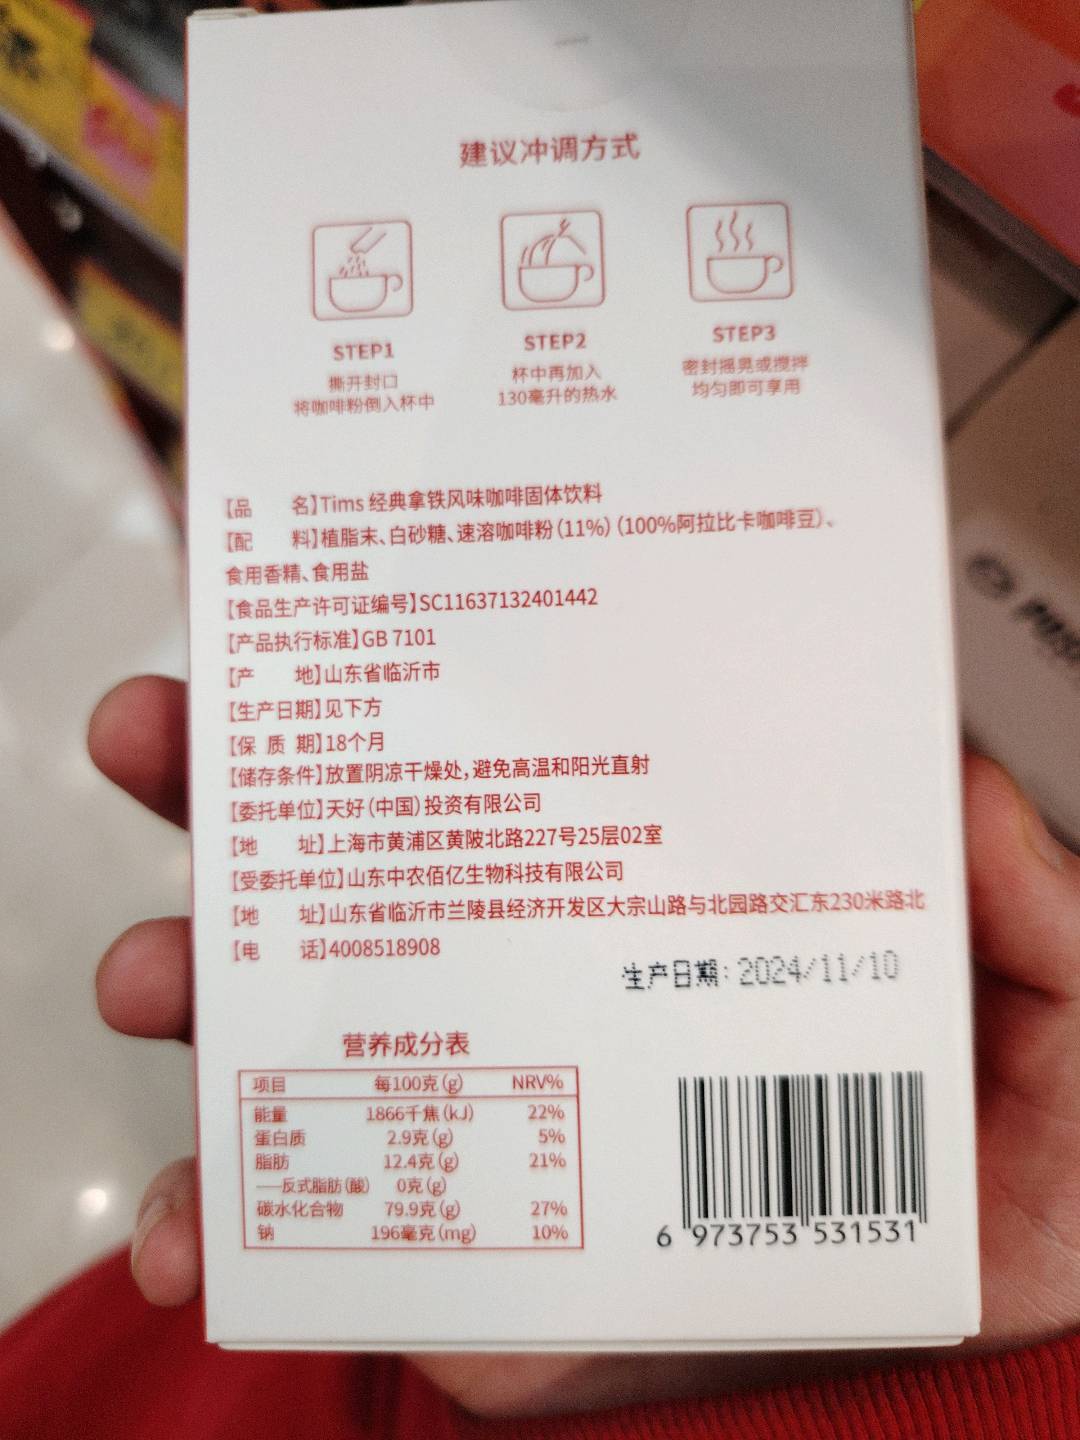 建议冲调方式
STEP1
撕开封口
将咖啡粉倒入杯中
STEP2
杯中再加入
130毫升的热水
STEP3
密封摇晃或搅拌
均匀即可享用
【品 名】Tims 经典拿铁风味咖啡固体饮料
【配 料】植脂末、白砂糖、速溶咖啡粉（11%）（100%阿拉比卡咖啡豆）、
食用香精、食用盐
【食品生产许可证编号】SC11637132401442
【产品执行标准】GB 7101
【产 地】山东省临沂市
【生产日期】见下方
【保 质 期】18个月
【储存条件】放置阴凉干燥处，避免高温和阳光直射
【委托单位】天好（中国）投资有限公司
【地 址】上海市黄浦区黄陂北路227号25层02室
【受委托单位】山东中农佰亿生物科技有限公司
【地 址】山东省临沂市兰陵县经济开发区大宗山路与北园路交汇东230米路北
【电 话】4008518908
生产日期：2024/11/10
营养成分表
项目 每100克(g) NRV%
能量 1866千焦(kJ) 22%
蛋白质 2.9克(g) 5%
脂肪 12.4克(g) 21%
——反式脂肪(酸) 0克(g)
碳水化合物 79.9克(g) 27%
钠 196毫克(mg) 10%
6 973753 531531